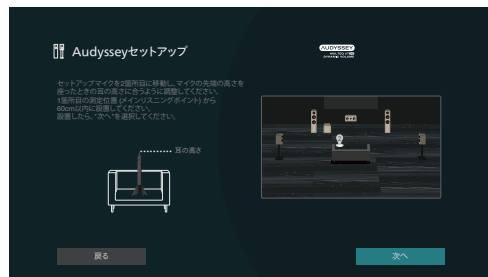 Audysseyセットアップ
AUDYSSEY
MULTEQ XT32
DYNAMIC VOLUME
セットアップマイクを2箇所目に移動し、マイクの先端の高さを
座ったときの耳の高さに合うように調整してください。
1箇所目の測定位置 (メインリスニングポイント) から
60cm以内に設置してください。
設置したら、"次へ"を選択してください。
耳の高さ
戻る
次へ